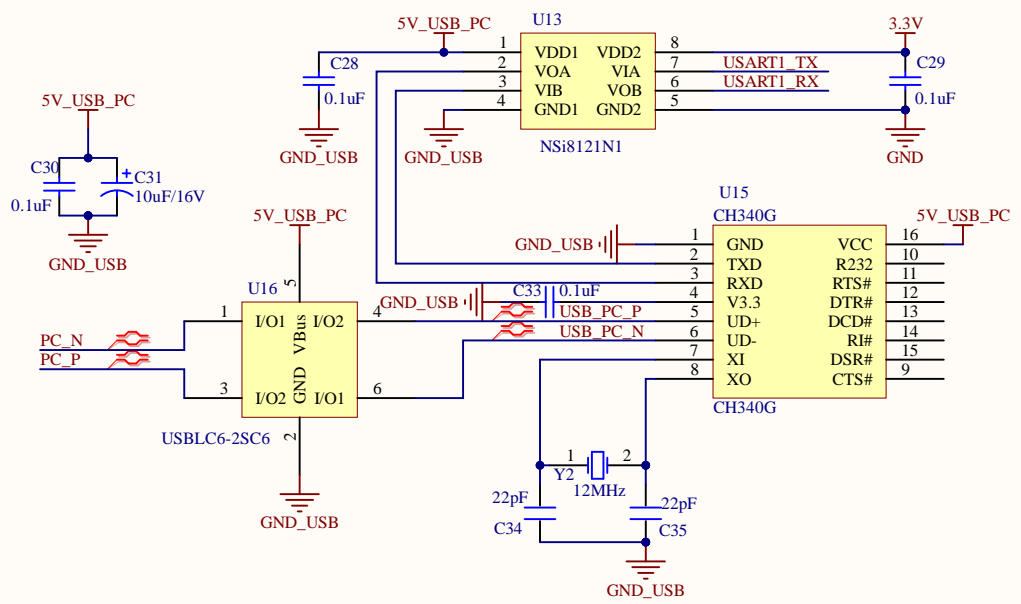 5V_USB_PC
U13
3.3V
1 VDD1 VDD2 8
2 VOA VIA 7 USART1_TX
3 VIB VOB 6 USART1_RX
4 GND1 GND2 5
NSi8121N1
C28
0.1uF
GND_USB
GND_USB
C29
0.1uF
GND
5V_USB_PC
C30
0.1uF
+
C31
10uF/16V
GND_USB
U15
CH340G
5V_USB_PC
GND_USB 1 GND VCC 16
2 TXD R232 10
3 RXD RTS# 11
GND_USB C33 0.1uF 4 V3.3 DTR# 12
USB_PC_P 5 UD+ DCD# 13
USB_PC_N 6 UD- RI# 14
7 XI DSR# 15
8 XO CTS# 9
CH340G
5V_USB_PC
5
U16
1 I/O1 VBus I/O2 4
PC_N
PC_P
3 I/O2 GND I/O1 6
USBLC6-2SC6
2
GND_USB
1 2
Y2
12MHz
22pF
C34
22pF
C35
GND_USB